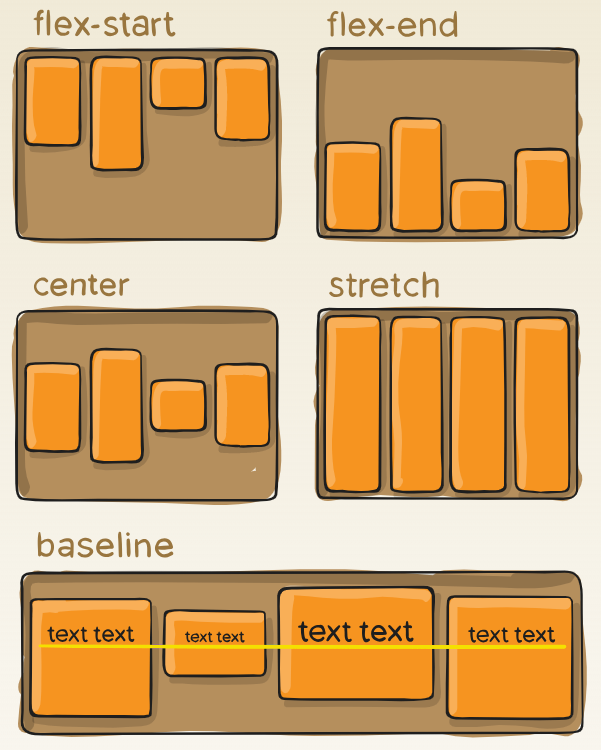 flex-start
flex-end
center
stretch
baseline
text text
text text
text text
text text